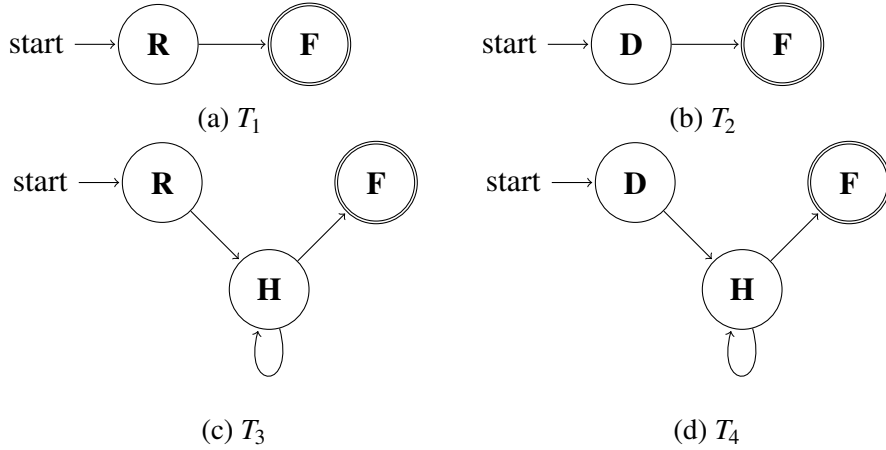 start R F start D F
(a) T1 (b) T2
start R F start D F
H H
(c) T3 (d) T4